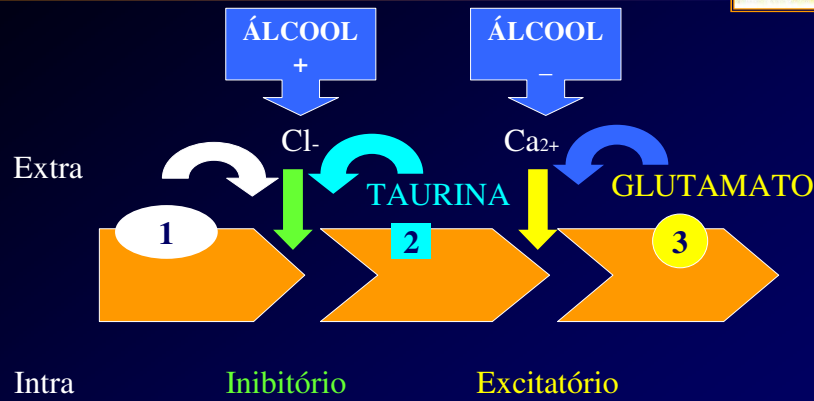 ÁLCOOL
+
ÁLCOOL
_
Cl-
Ca2+
Extra
TAURINA
GLUTAMATO
1
2
3
Intra
Inibitório
Excitatório